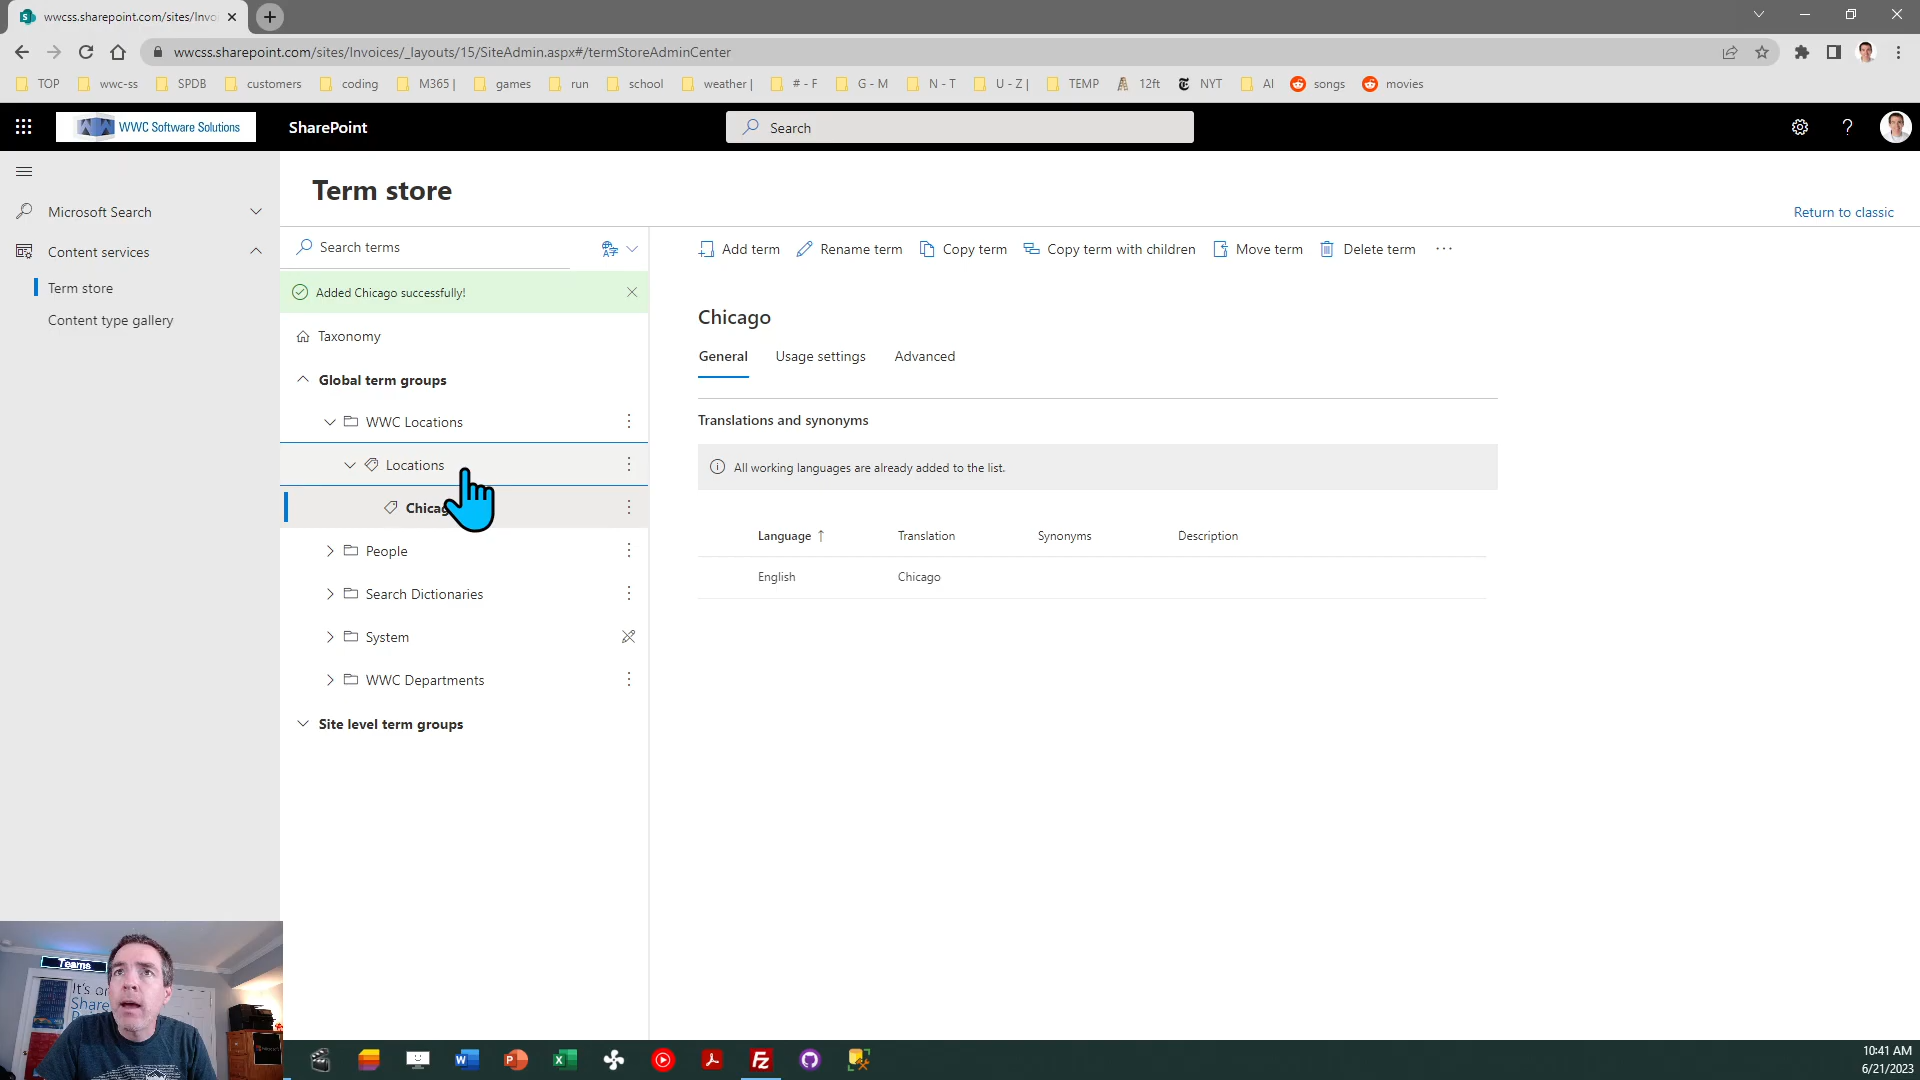 wwcss.sharepoint.com/sites/Invoi
wwcss.sharepoint.com/sites/Invoices/_layouts/15/SiteAdmin.aspx#/termStoreAdminCenter
TOP wwc-ss SPDB customers coding M365 | games run school weather | # - F G - M N - T U - Z | TEMP 12ft NYT AI songs movies
WWC Software Solutions SharePoint Search ?
Microsoft Search
Content services
Term store
Content type gallery
Term store
Return to classic
Search terms
Added Chicago successfully!
Taxonomy
Global term groups
WWC Locations
Locations
Chicag
People
Search Dictionaries
System
WWC Departments
Site level term groups
Add term Rename term Copy term Copy term with children Move term Delete term ...
Chicago
General Usage settings Advanced
Translations and synonyms
All working languages are already added to the list.
Language ↑ Translation Synonyms Description
English Chicago
Teams
It's o
Share
10:41 AM
6/21/2023